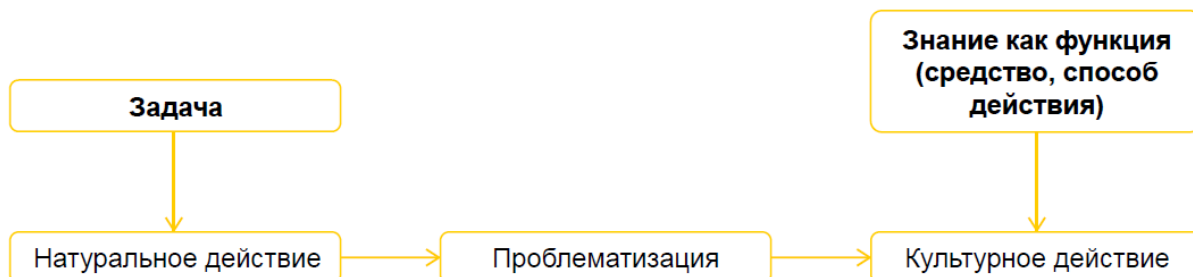 Задача
Знание как функция
(средство, способ
действия)
Натуральное действие
Проблематизация
Культурное действие